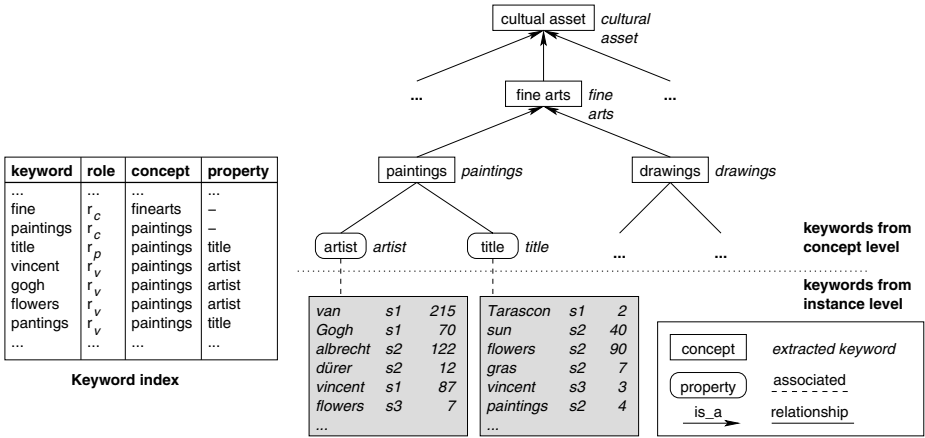 cultual asset cultural
asset
... ...
fine arts fine
arts
paintings paintings drawings drawings
artist artist title title ... ...
keywords from
concept level
keyword role concept property
... ... ... ...
fine r_c finearts –
paintings r_c paintings –
title r_p paintings title
vincent r_v paintings artist
gogh r_v paintings artist
flowers r_v paintings artist
pantings r_v paintings title
... ... ... ...
Keyword index
keywords from
instance level
van s1 215
Gogh s1 70
albrecht s2 122
dürer s2 12
vincent s1 87
flowers s3 7
...
Tarascon s1 2
sun s2 40
flowers s2 90
gras s2 7
vincent s3 3
paintings s2 4
...
concept extracted keyword
property associated
is_a relationship